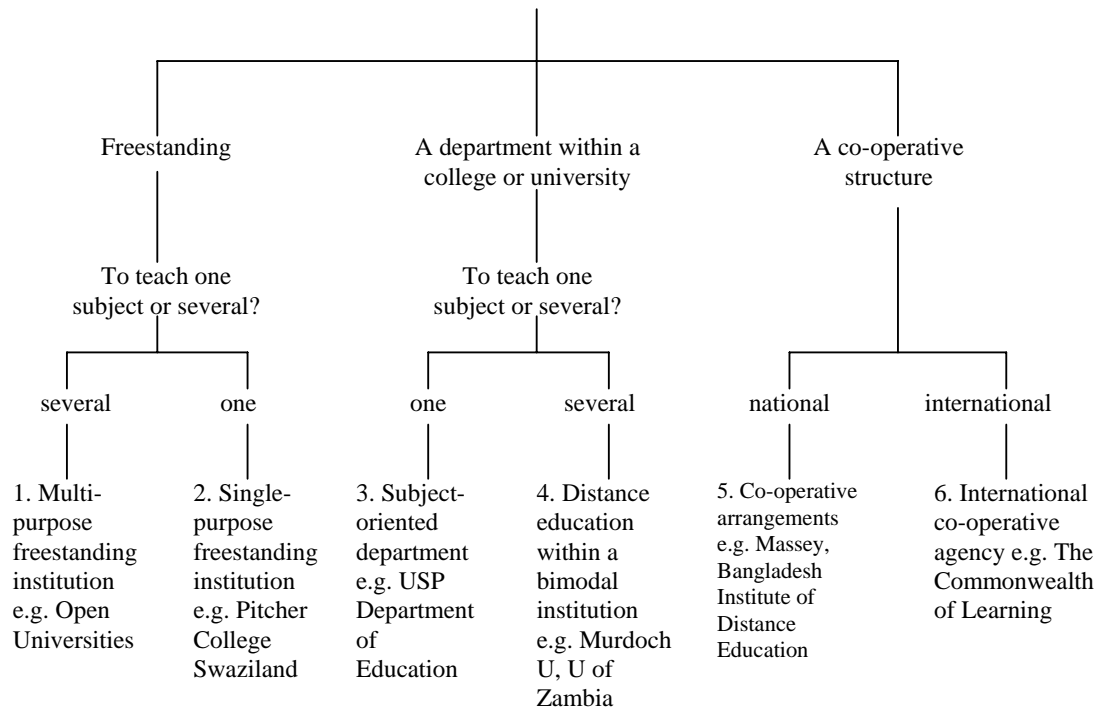 Freestanding
A department within a
college or university
A co-operative
structure
To teach one
subject or several?
To teach one
subject or several?
several
one
one
several
national
international
1. Multi-
purpose
freestanding
institution
e.g. Open
Universities
2. Single-
purpose
freestanding
institution
e.g. Pitcher
College
Swaziland
3. Subject-
oriented
department
e.g. USP
Department
of
Education
4. Distance
education
within a
bimodal
institution
e.g. Murdoch
U, U of
Zambia
5. Co-operative
arrangements
e.g. Massey,
Bangladesh
Institute of
Distance
Education
6. International
co-operative
agency e.g. The
Commonwealth
of Learning